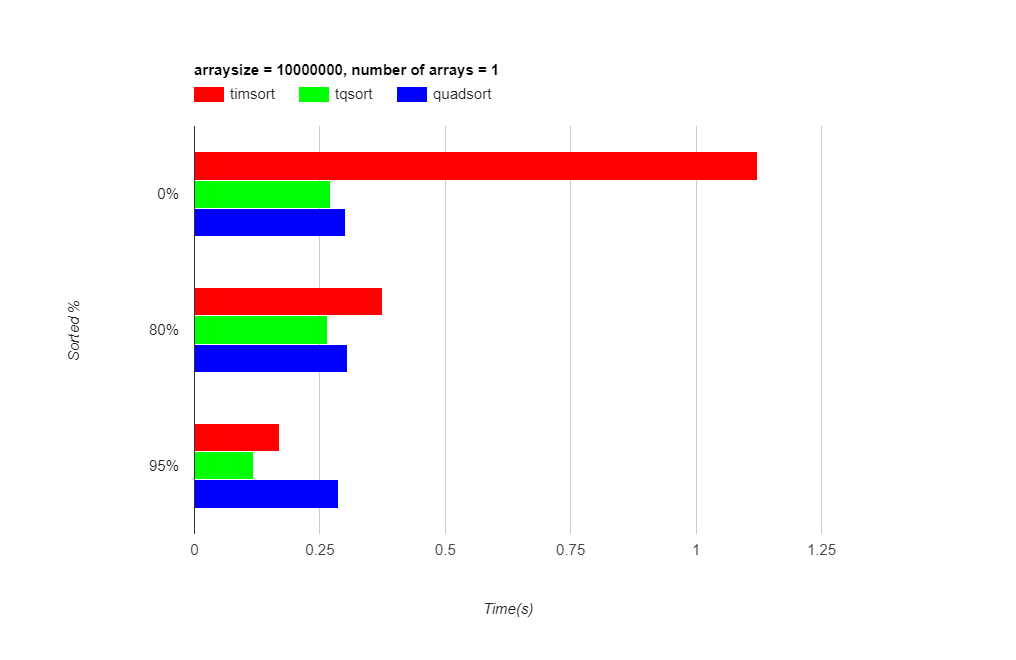 arraysize = 10000000, number of arrays = 1
timsort tqsort quadsort
0%
80%
95%
Sorted %
0 0.25 0.5 0.75 1 1.25
Time(s)